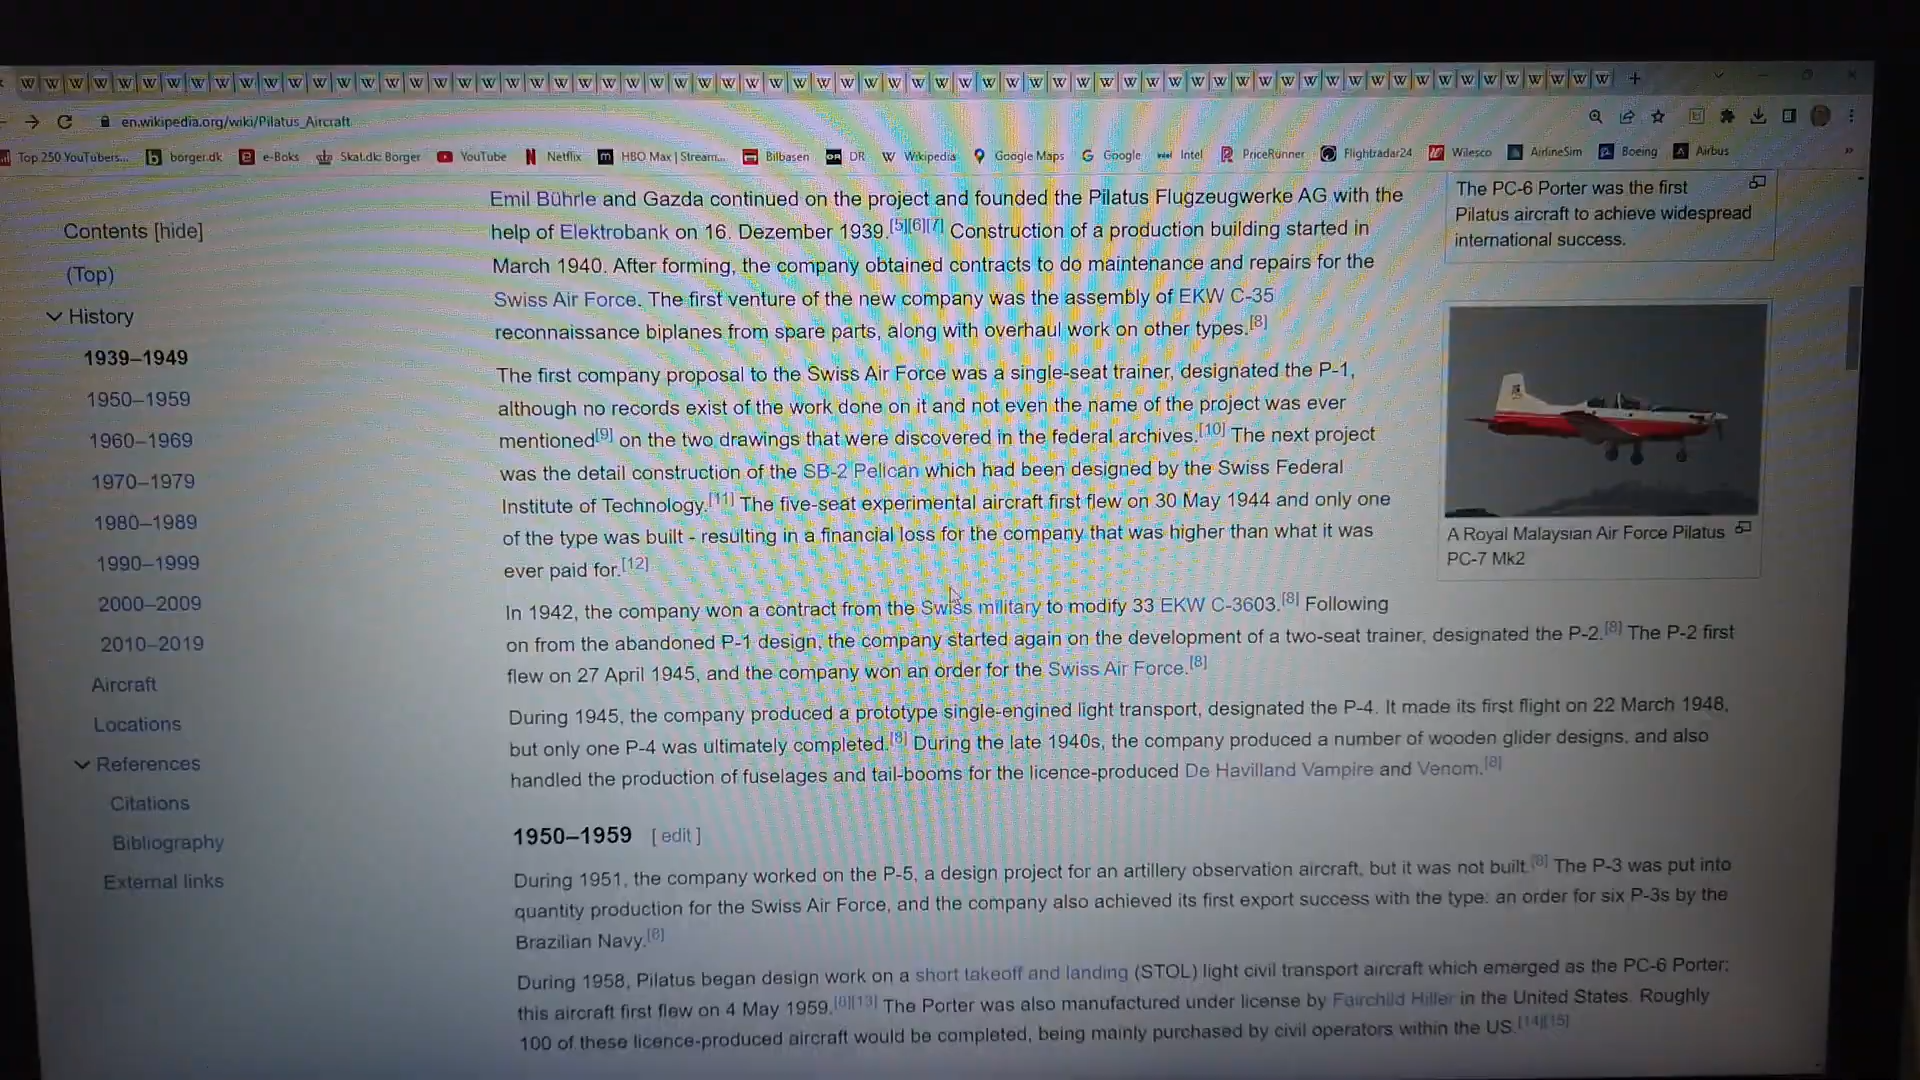 en.wikipedia.org/wiki/Pilatus_Aircraft
Top 250 YouTubers... borger.dk e-Boks Skat.dk: Borger YouTube Netflix HBO Max | Stream... Bilbasen DR Wikipedia Google Maps Google Intel PriceRunner Flightradar24 Wilesco AirlineSim Boeing Airbus »
Contents [hide]
(Top)
History
1939–1949
1950–1959
1960–1969
1970–1979
1980–1989
1990–1999
2000–2009
2010–2019
Aircraft
Locations
References
Citations
Bibliography
External links
Emil Bührle and Gazda continued on the project and founded the Pilatus Flugzeugwerke AG with the
help of Elektrobank on 16. Dezember 1939.[5][6][7] Construction of a production building started in
March 1940. After forming, the company obtained contracts to do maintenance and repairs for the
Swiss Air Force. The first venture of the new company was the assembly of EKW C-35
reconnaissance biplanes from spare parts, along with overhaul work on other types.[8]
The first company proposal to the Swiss Air Force was a single-seat trainer, designated the P-1,
although no records exist of the work done on it and not even the name of the project was ever
mentioned[9] on the two drawings that were discovered in the federal archives.[10] The next project
was the detail construction of the SB-2 Pelican which had been designed by the Swiss Federal
Institute of Technology.[11] The five-seat experimental aircraft first flew on 30 May 1944 and only one
of the type was built - resulting in a financial loss for the company that was higher than what it was
ever paid for.[12]
In 1942, the company won a contract from the Swiss military to modify 33 EKW C-3603.[8] Following
on from the abandoned P-1 design, the company started again on the development of a two-seat trainer, designated the P-2.[8] The P-2 first
flew on 27 April 1945, and the company won an order for the Swiss Air Force.[8]
During 1945, the company produced a prototype single-engined light transport, designated the P-4. It made its first flight on 22 March 1948,
but only one P-4 was ultimately completed.[8] During the late 1940s, the company produced a number of wooden glider designs, and also
handled the production of fuselages and tail-booms for the licence-produced De Havilland Vampire and Venom.[8]
1950–1959 [ edit ]
During 1951, the company worked on the P-5, a design project for an artillery observation aircraft, but it was not built.[8] The P-3 was put into
quantity production for the Swiss Air Force, and the company also achieved its first export success with the type: an order for six P-3s by the
Brazilian Navy.[8]
During 1958, Pilatus began design work on a short takeoff and landing (STOL) light civil transport aircraft which emerged as the PC-6 Porter;
this aircraft first flew on 4 May 1959.[8][13] The Porter was also manufactured under license by Fairchild Hiller in the United States. Roughly
100 of these licence-produced aircraft would be completed, being mainly purchased by civil operators within the US.[14][15]
The PC-6 Porter was the first
Pilatus aircraft to achieve widespread
international success.
A Royal Malaysian Air Force Pilatus
PC-7 Mk2